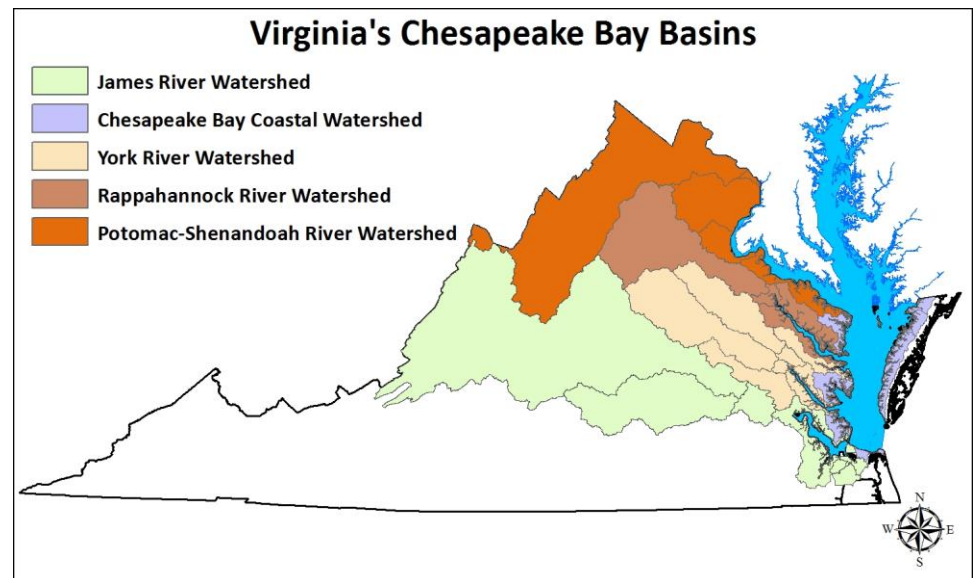 Virginia's Chesapeake Bay Basins
James River Watershed
Chesapeake Bay Coastal Watershed
York River Watershed
Rappahannock River Watershed
Potomac-Shenandoah River Watershed
N
W E
S